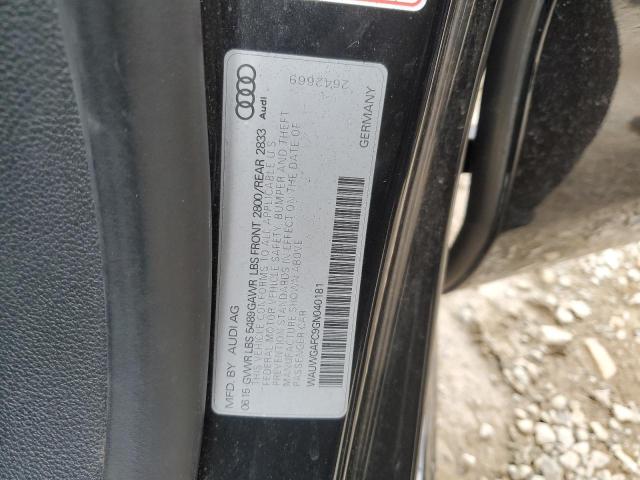 MFD. BY AUDI AG
06 15 GVWR LBS 5489 GAWR LBS FRONT 2800/REAR 2833
THIS VEHICLE CONFORMS TO ALL APPLICABLE U S
FEDERAL MOTOR VEHICLE SAFETY, BUMPER AND THEFT
PREVENTION STANDARDS IN EFFECT ON THE DATE OF
MANUFACTURE SHOWN ABOVE
PASSENGER CAR
WAUWGAFC9GN040181
Audi
2642669
GERMANY